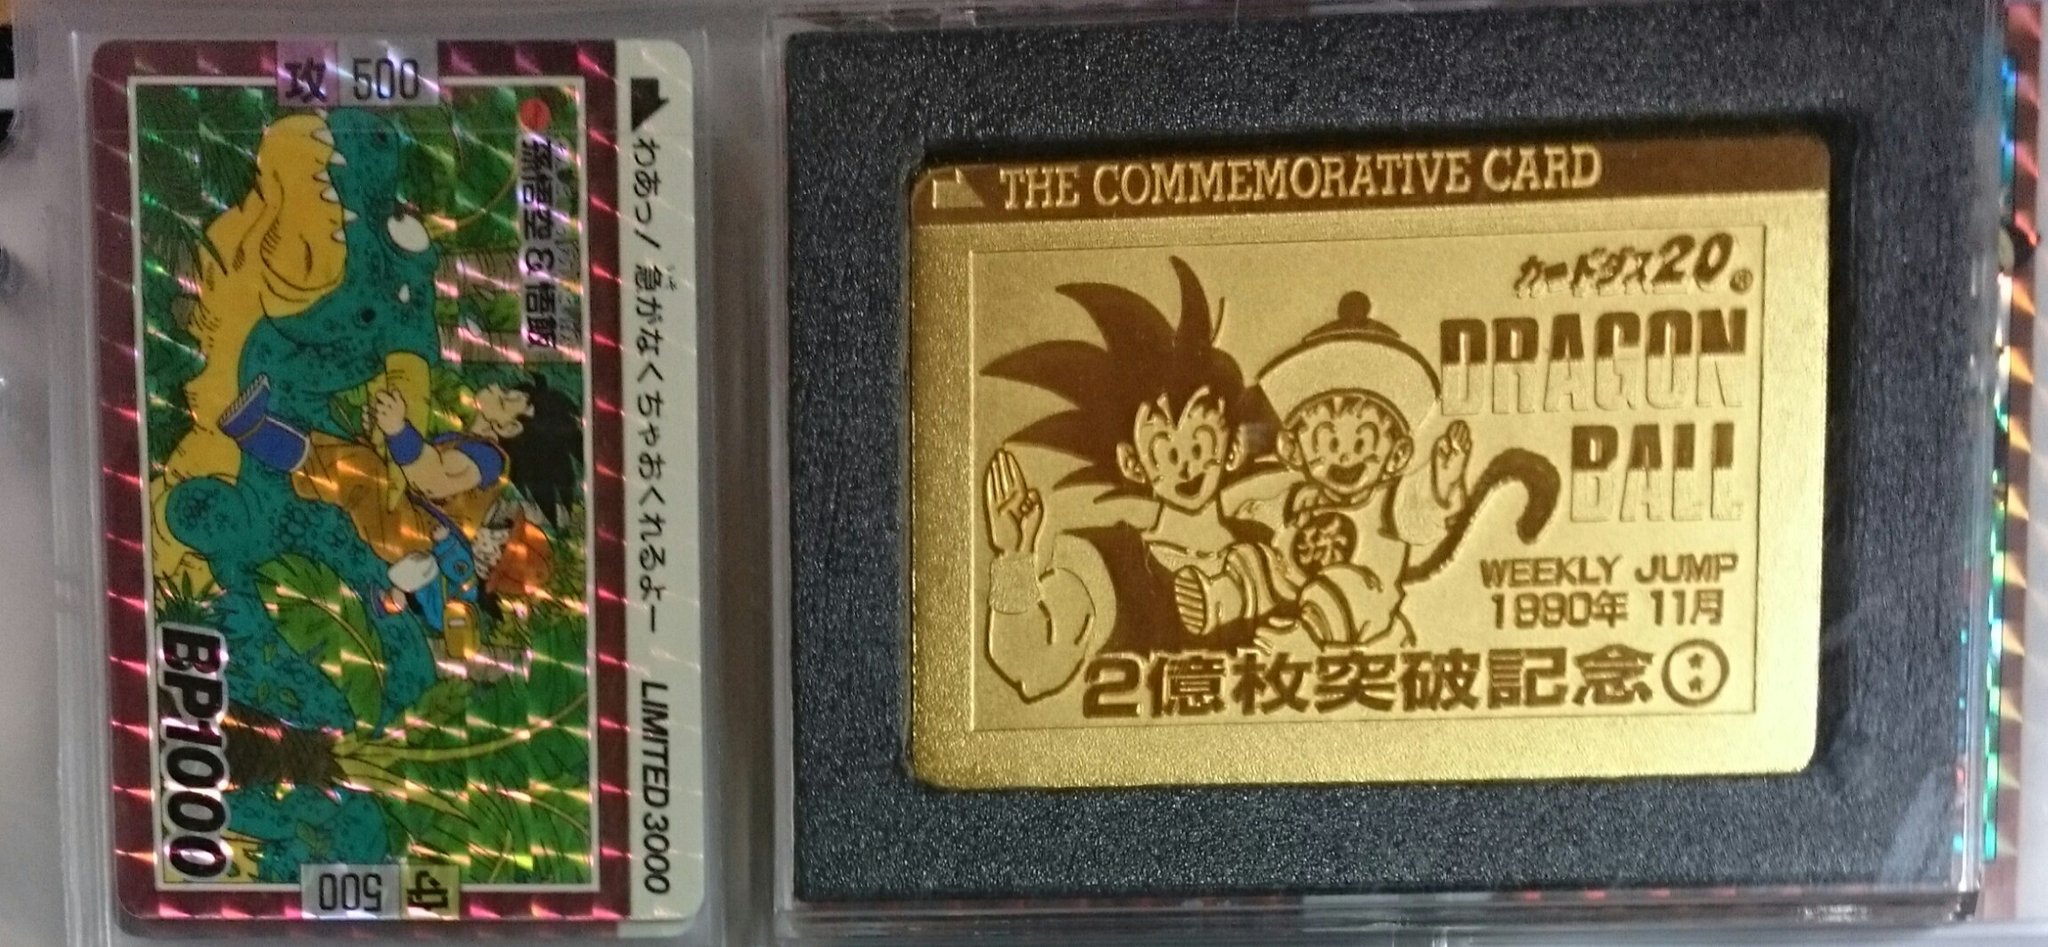 わあっ! 急がなくちゃおくれるよー LIMITED 3000
攻 500
孫悟空&悟飯
BP1000
守 500
THE COMMEMORATIVE CARD
カードダス20®
DRAGON
BALL
WEEKLY JUMP
1990年 11月
2億枚突破記念